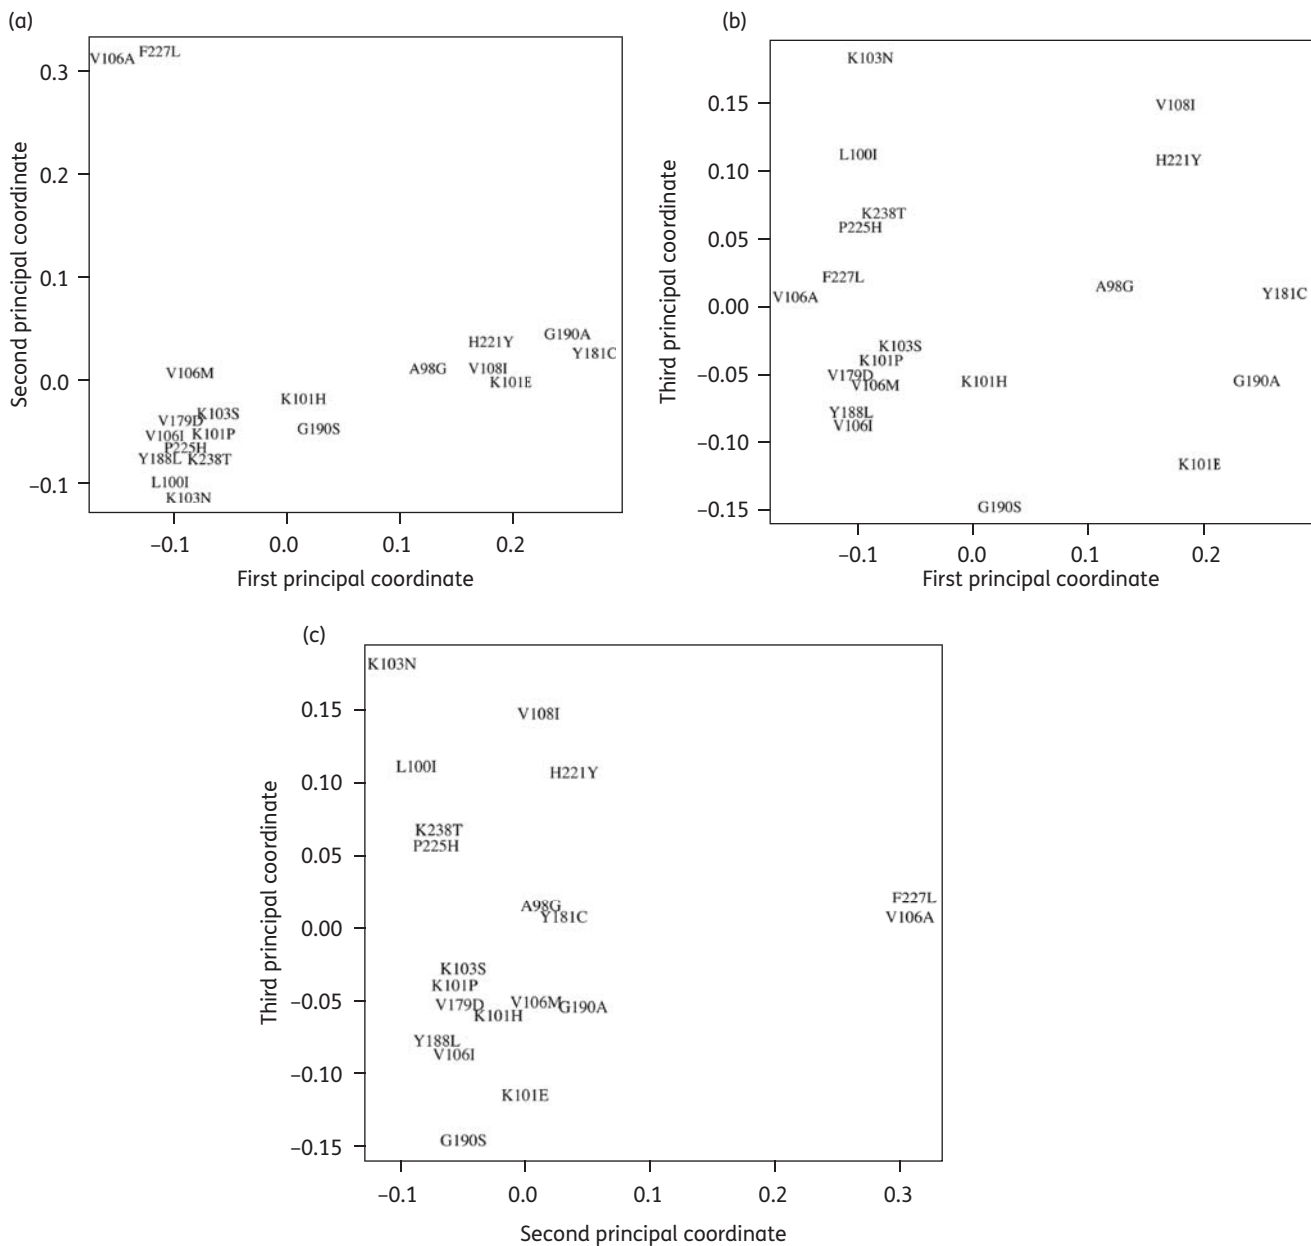 (a)
V106A F227L
0.3
0.2
0.1
0.0
−0.1
Second principal coordinate
H221Y
G190A
Y181C
A98G
V108I
K101E
V106M
K101H
G190S
K103S
V179D
V106I
K101P
P225H
Y188L
K238T
L100I
K103N
−0.1 0.0 0.1 0.2
First principal coordinate
(b)
K103N
0.15
0.10
0.05
0.00
−0.05
−0.10
−0.15
Third principal coordinate
V108I
L100I
H221Y
K238T
P225H
F227L
V106A
A98G
Y181C
K103S
K101P
V179D
V106M
K101H
G190A
Y188L
V106I
K101E
G190S
−0.1 0.0 0.1 0.2
First principal coordinate
(c)
K103N
0.15
0.10
0.05
0.00
−0.05
−0.10
−0.15
Third principal coordinate
V108I
L100I
H221Y
K238T
P225H
F227L
V106A
A98G
Y181C
K103S
K101P
V179D
V106M
G190A
K101H
Y188L
V106I
K101E
G190S
−0.1 0.0 0.1 0.2 0.3
Second principal coordinate